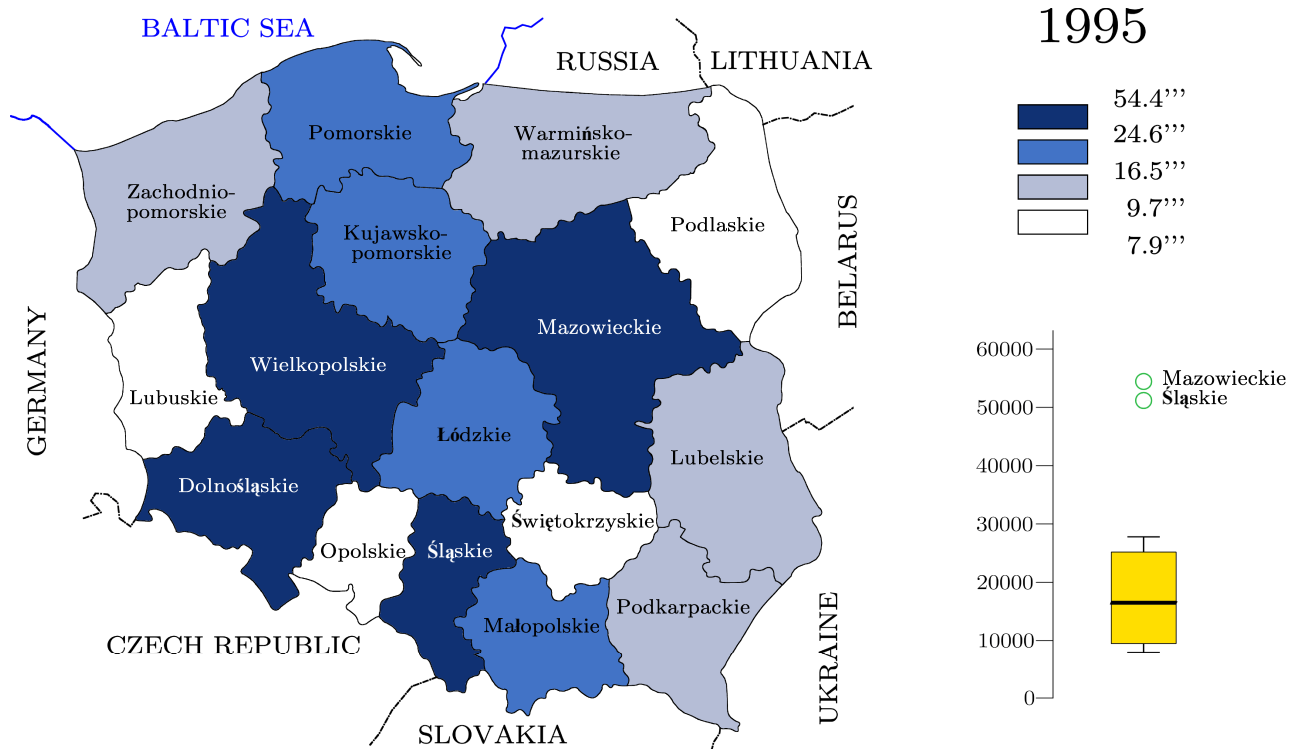 BALTIC SEA
1995
RUSSIA
LITHUANIA
54.4’’’
24.6’’’
16.5’’’
9.7’’’
7.9’’’
Pomorskie
Warmińsko-
mazurskie
Zachodnio-
pomorskie
Podlaskie
Kujawsko-
pomorskie
BELARUS
GERMANY
Mazowieckie
Wielkopolskie
Lubuskie
Łódzkie
Lubelskie
Dolnośląskie
Świętokrzyskie
Opolskie
Śląskie
Podkarpackie
Małopolskie
CZECH REPUBLIC
UKRAINE
SLOVAKIA
60000
50000
40000
30000
20000
10000
0
Mazowieckie
Śląskie